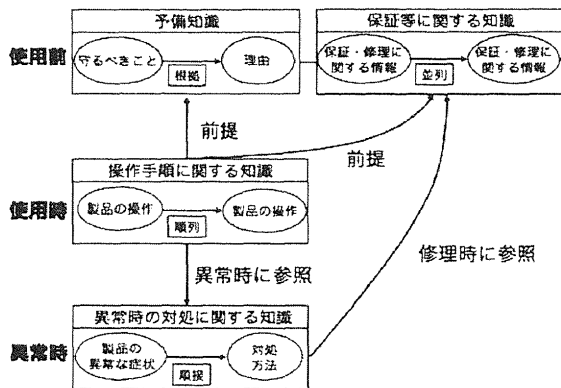 予備知識
保証等に関する知識
使用前
守るべきこと
理由
根拠
保証・修理に
関する情報
保証・修理に
関する情報
並列
前提
前提
操作手順に関する知識
使用時
製品の操作
製品の操作
順列
異常時に参照
修理時に参照
異常時の対処に関する知識
異常時
製品の
異常な症状
対処
方法
順接